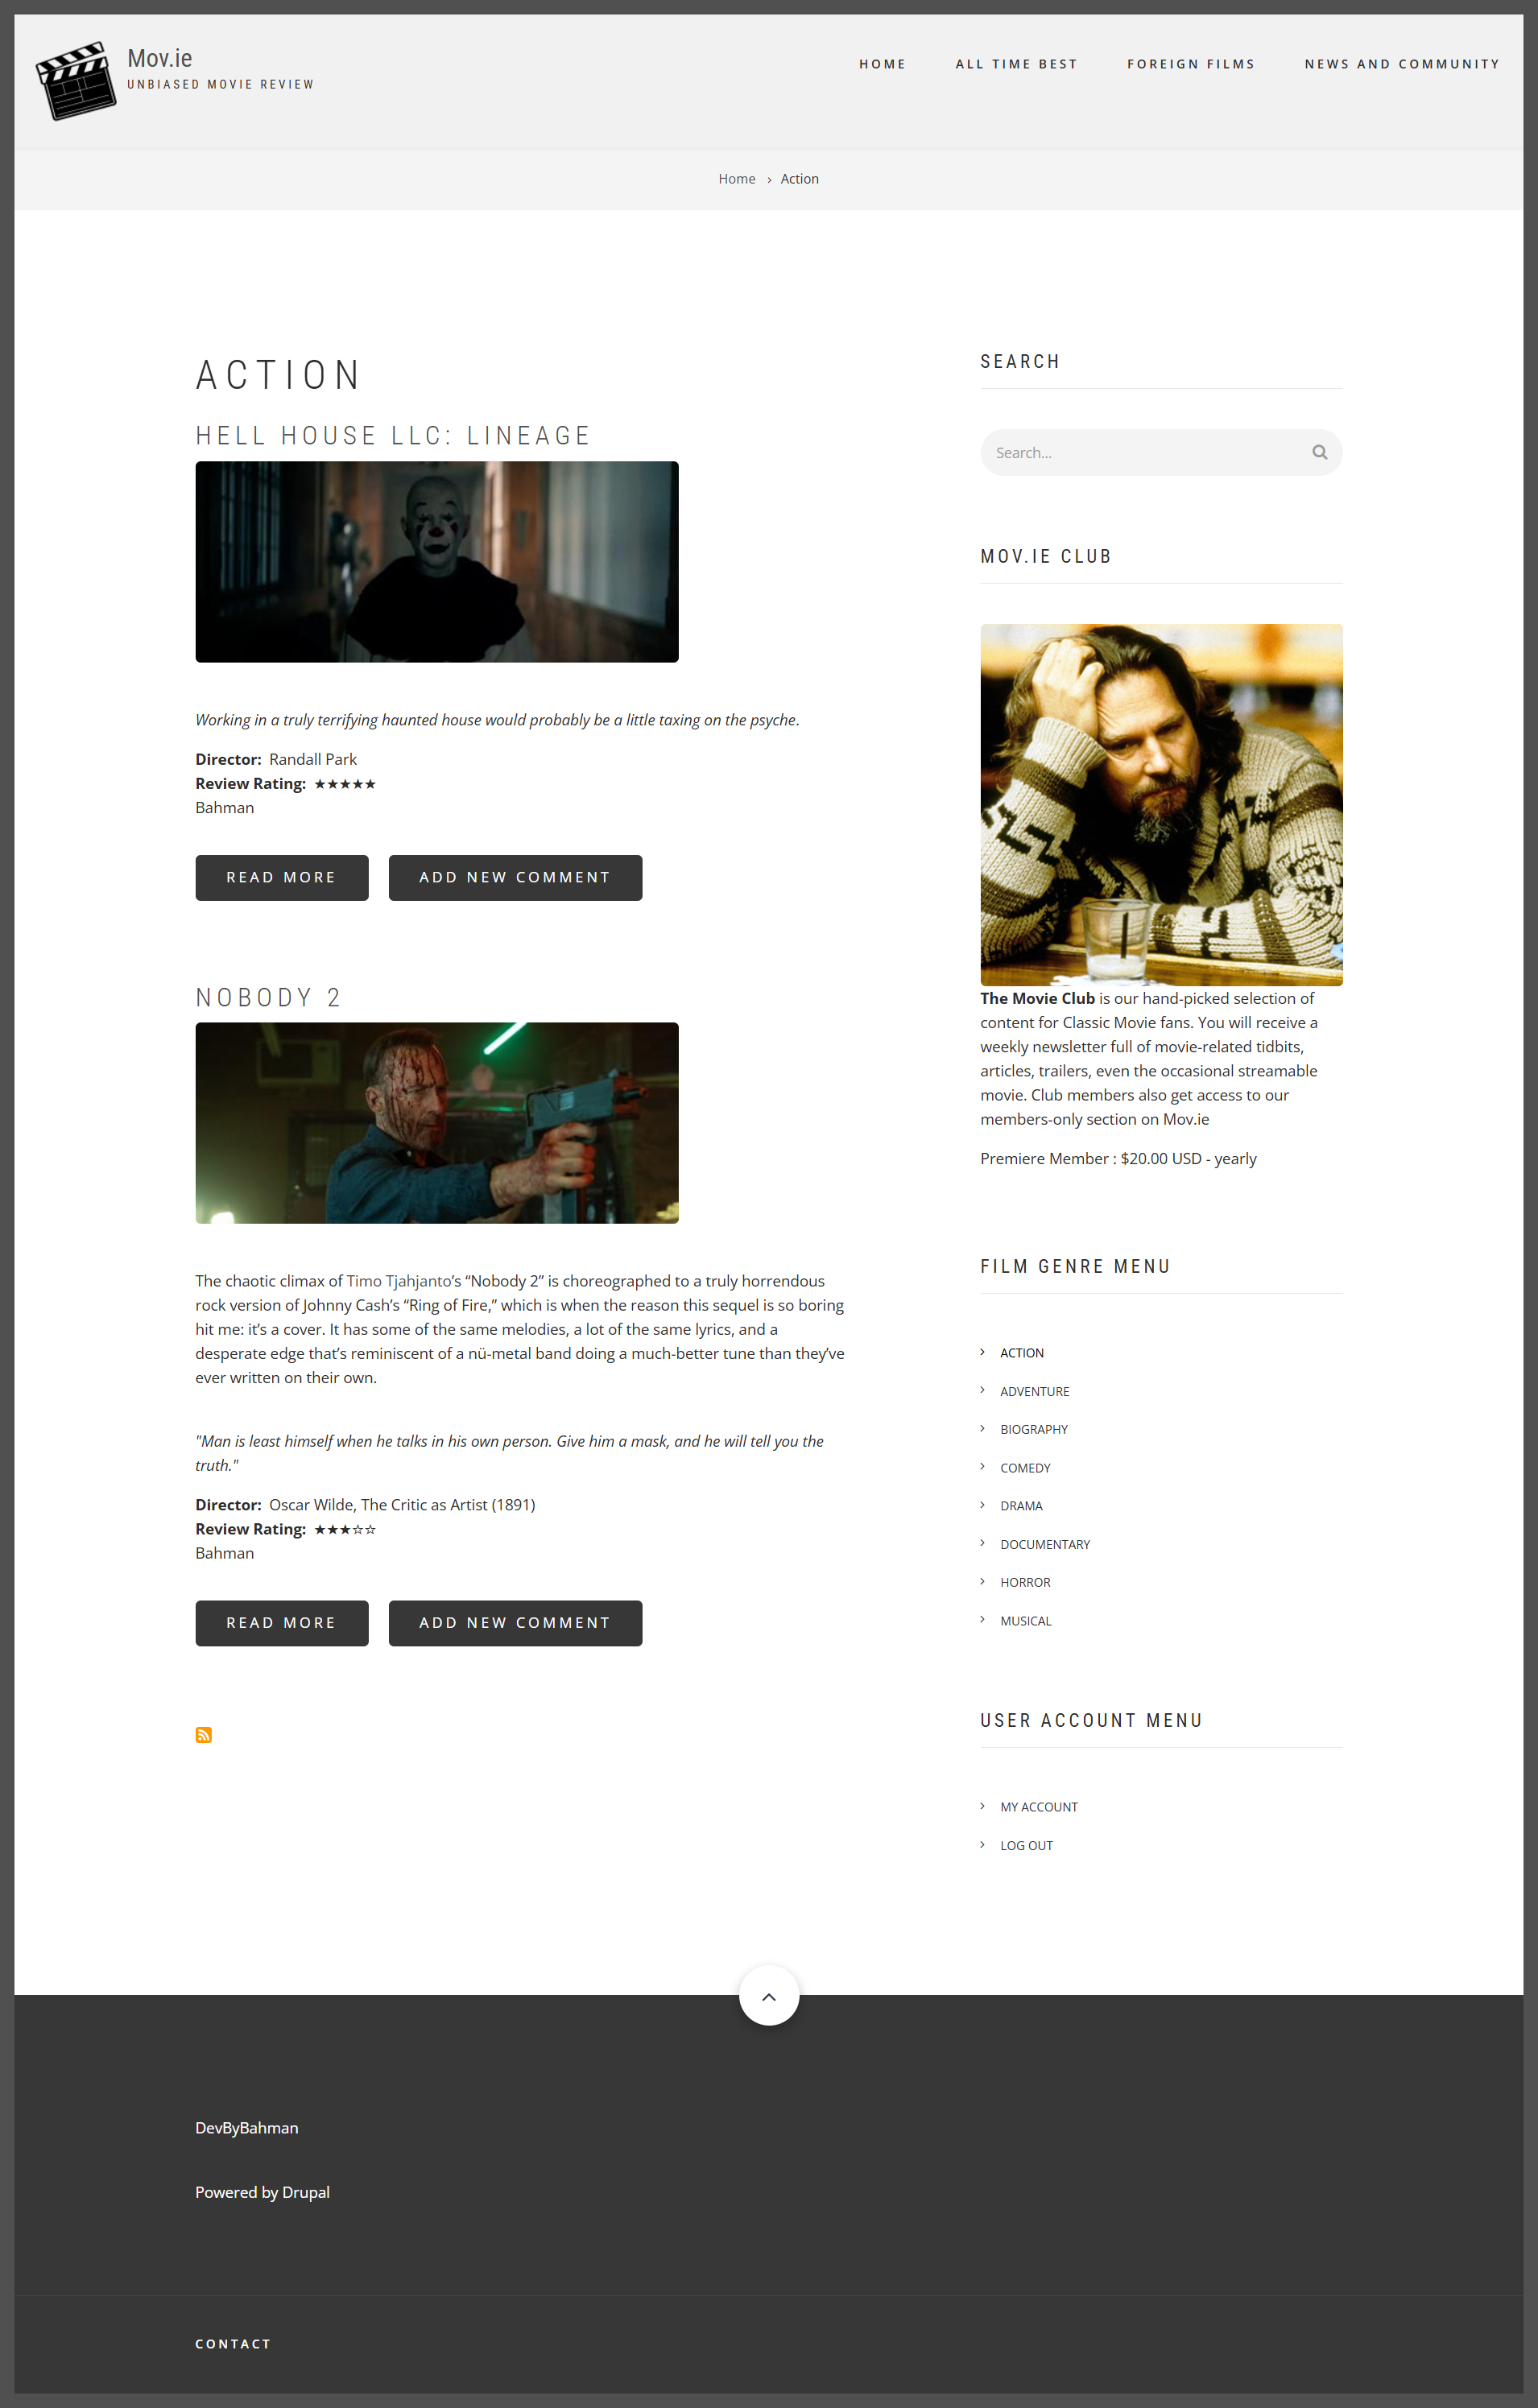 Mov.ie
UNBIASED MOVIE REVIEW
HOME
ALL TIME BEST
FOREIGN FILMS
NEWS AND COMMUNITY
Home › Action
ACTION
HELL HOUSE LLC: LINEAGE
Working in a truly terrifying haunted house would probably be a little taxing on the psyche.
Director: Randall Park
Review Rating: ★★★★★
Bahman
READ MORE
ADD NEW COMMENT
NOBODY 2
The chaotic climax of Timo Tjahjanto’s “Nobody 2” is choreographed to a truly horrendous
rock version of Johnny Cash’s “Ring of Fire,” which is when the reason this sequel is so boring
hit me: it’s a cover. It has some of the same melodies, a lot of the same lyrics, and a
desperate edge that’s reminiscent of a nü-metal band doing a much-better tune than they’ve
ever written on their own.
"Man is least himself when he talks in his own person. Give him a mask, and he will tell you the
truth."
Director: Oscar Wilde, The Critic as Artist (1891)
Review Rating: ★★★☆☆
Bahman
READ MORE
ADD NEW COMMENT
SEARCH
Search...
MOV.IE CLUB
The Movie Club is our hand-picked selection of
content for Classic Movie fans. You will receive a
weekly newsletter full of movie-related tidbits,
articles, trailers, even the occasional streamable
movie. Club members also get access to our
members-only section on Mov.ie
Premiere Member : $20.00 USD - yearly
FILM GENRE MENU
ACTION
ADVENTURE
BIOGRAPHY
COMEDY
DRAMA
DOCUMENTARY
HORROR
MUSICAL
USER ACCOUNT MENU
MY ACCOUNT
LOG OUT
DevByBahman
Powered by Drupal
CONTACT